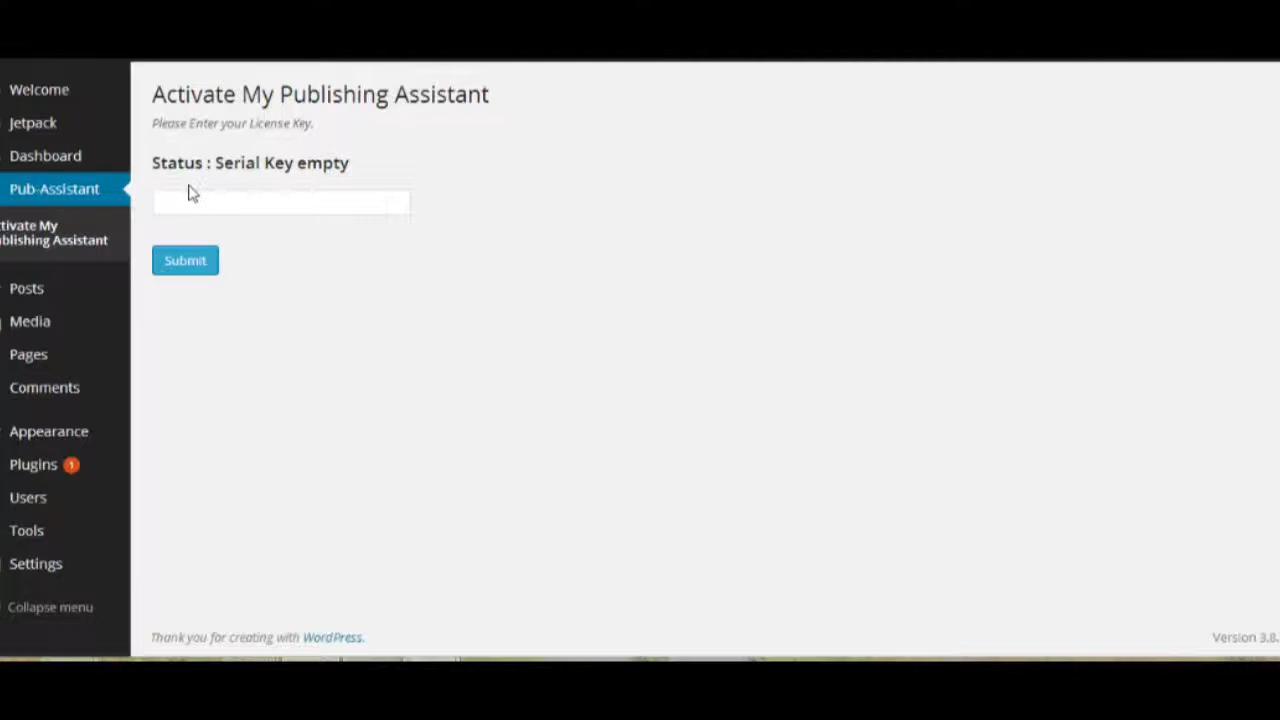 Welcome
Jetpack
Dashboard
Pub-Assistant
tivate My
blishing Assistant
Posts
Media
Pages
Comments
Appearance
Plugins 1
Users
Tools
Settings
Collapse menu
Activate My Publishing Assistant
Please Enter your License Key.
Status : Serial Key empty
Submit
Thank you for creating with WordPress.
Version 3.8.